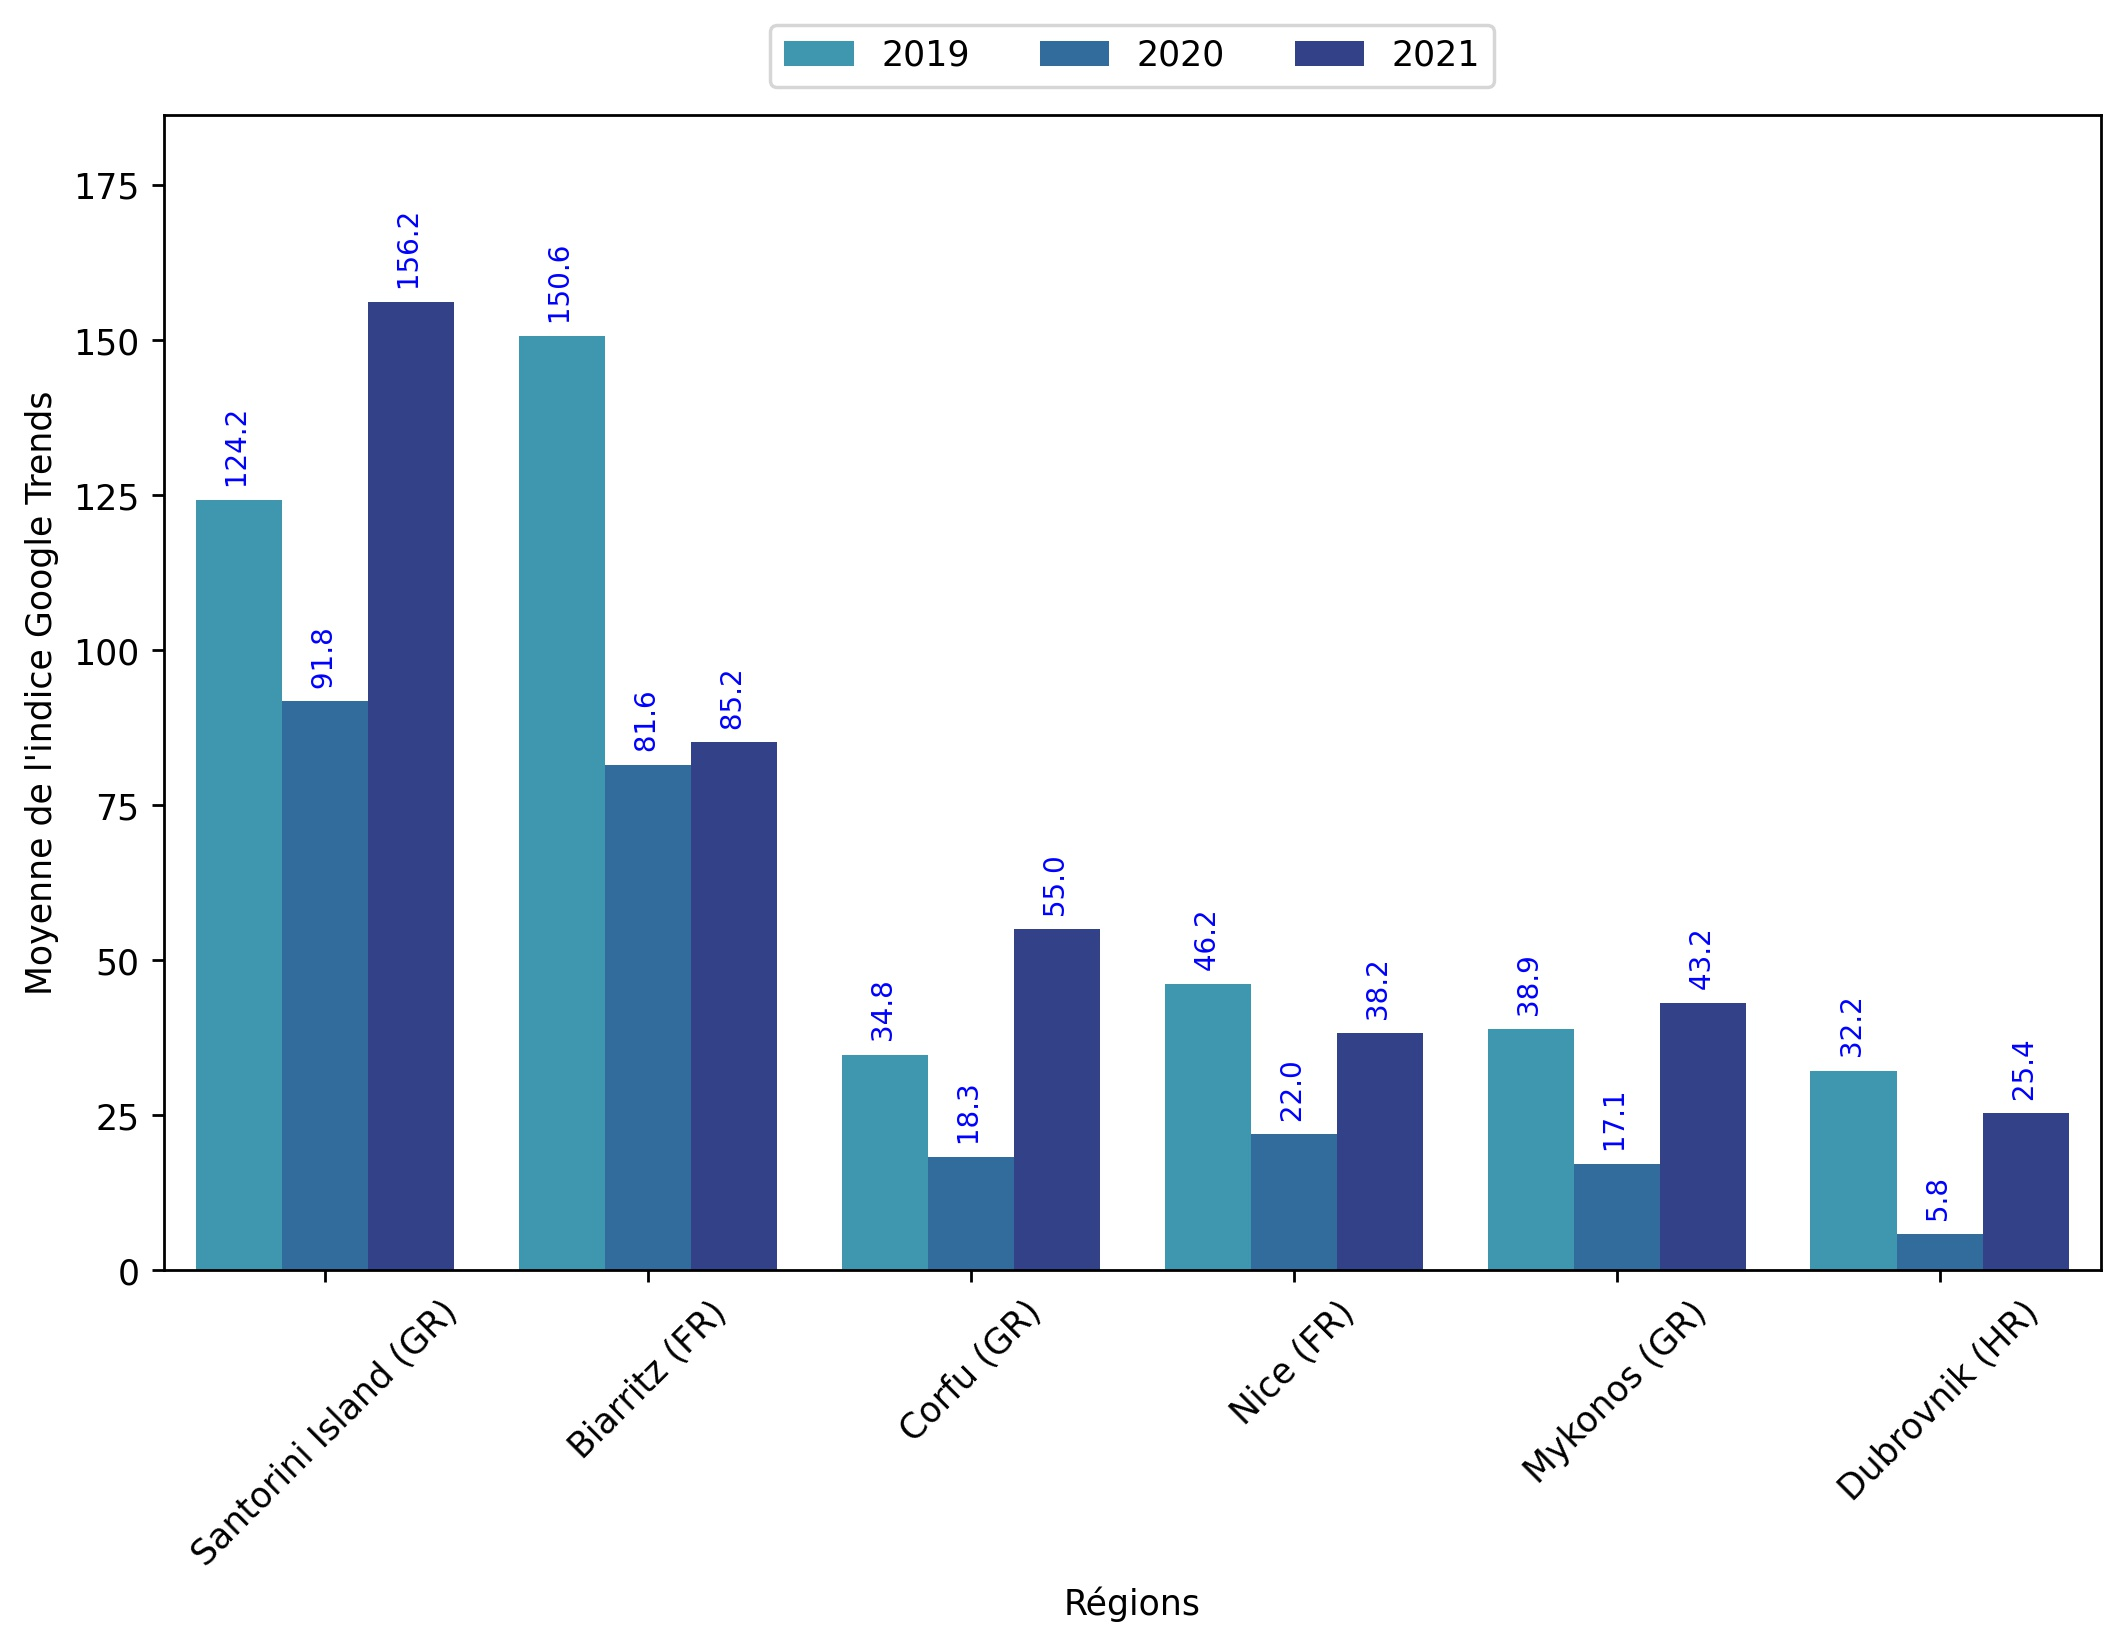 2019 2020 2021
Moyenne de l'indice Google Trends
175
150
125
100
75
50
25
0
124.2 91.8 156.2
150.6 81.6 85.2
34.8 18.3 55.0
46.2 22.0 38.2
38.9 17.1 43.2
32.2 5.8 25.4
Santorini Island (GR)
Biarritz (FR)
Corfu (GR)
Nice (FR)
Mykonos (GR)
Dubrovnik (HR)
Régions